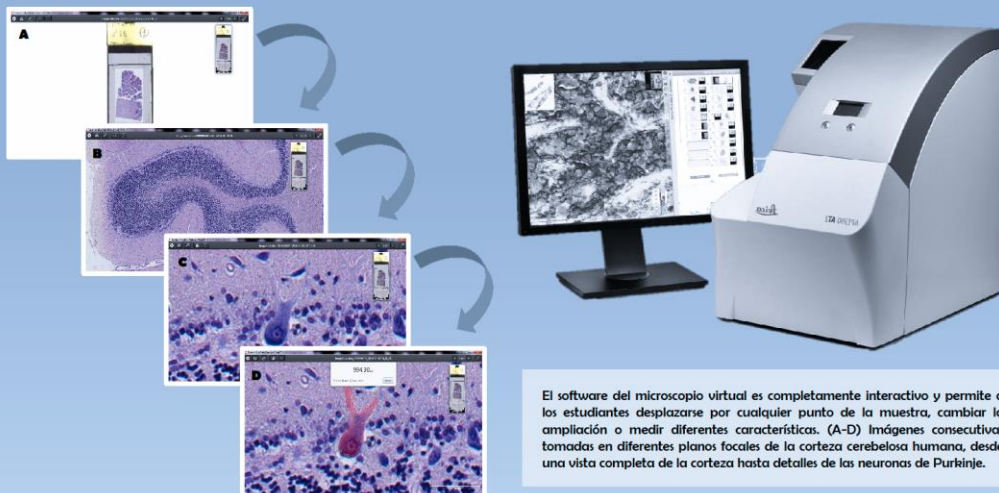 A
B
C
D
El software del microscopio virtual es completamente interactivo y permite a
los estudiantes desplazarse por cualquier punto de la muestra, cambiar la
ampliación o medir diferentes características. (A-D) Imágenes consecutiva
tomadas en diferentes planos focales de la corteza cerebelosa humana, desde
una vista completa de la corteza hasta detalles de las neuronas de Purkinje.